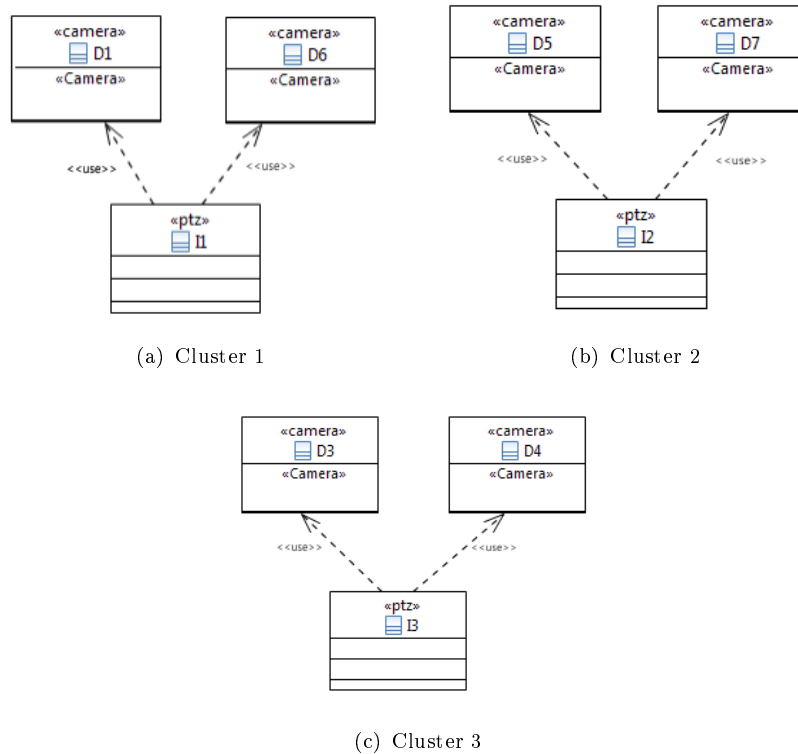 «camera»
D1
«Camera»
«camera»
D6
«Camera»
<<use>>
<<use>>
«ptz»
I1
(a) Cluster 1
«camera»
D5
«Camera»
«camera»
D7
«Camera»
<<use>>
<<use>>
«ptz»
I2
(b) Cluster 2
«camera»
D3
«Camera»
«camera»
D4
«Camera»
<<use>>
<<use>>
«ptz»
I3
(c) Cluster 3